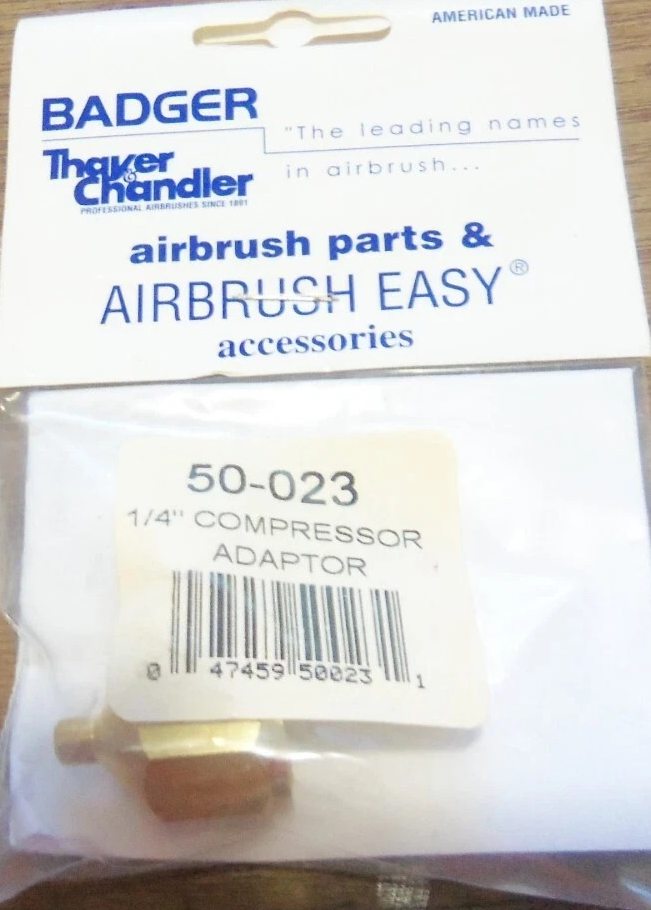 AMERICAN MADE
BADGER
"The leading names
in airbrush...
Thayer &
Chandler
PROFESSIONAL AIRBRUSHES SINCE 1891
airbrush parts &
AIRBRUSH EASY®
accessories
50-023
1/4" COMPRESSOR
ADAPTOR
0 47459 50023 1